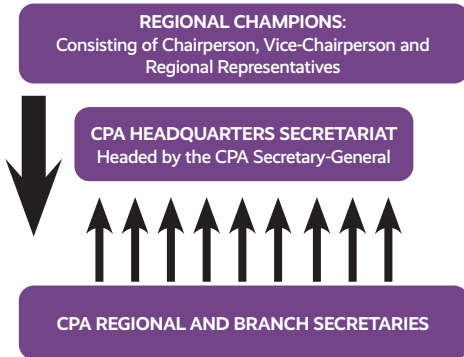 REGIONAL CHAMPIONS:
Consisting of Chairperson, Vice-Chairperson and
Regional Representatives
CPA HEADQUARTERS SECRETARIAT
Headed by the CPA Secretary-General
CPA REGIONAL AND BRANCH SECRETARIES